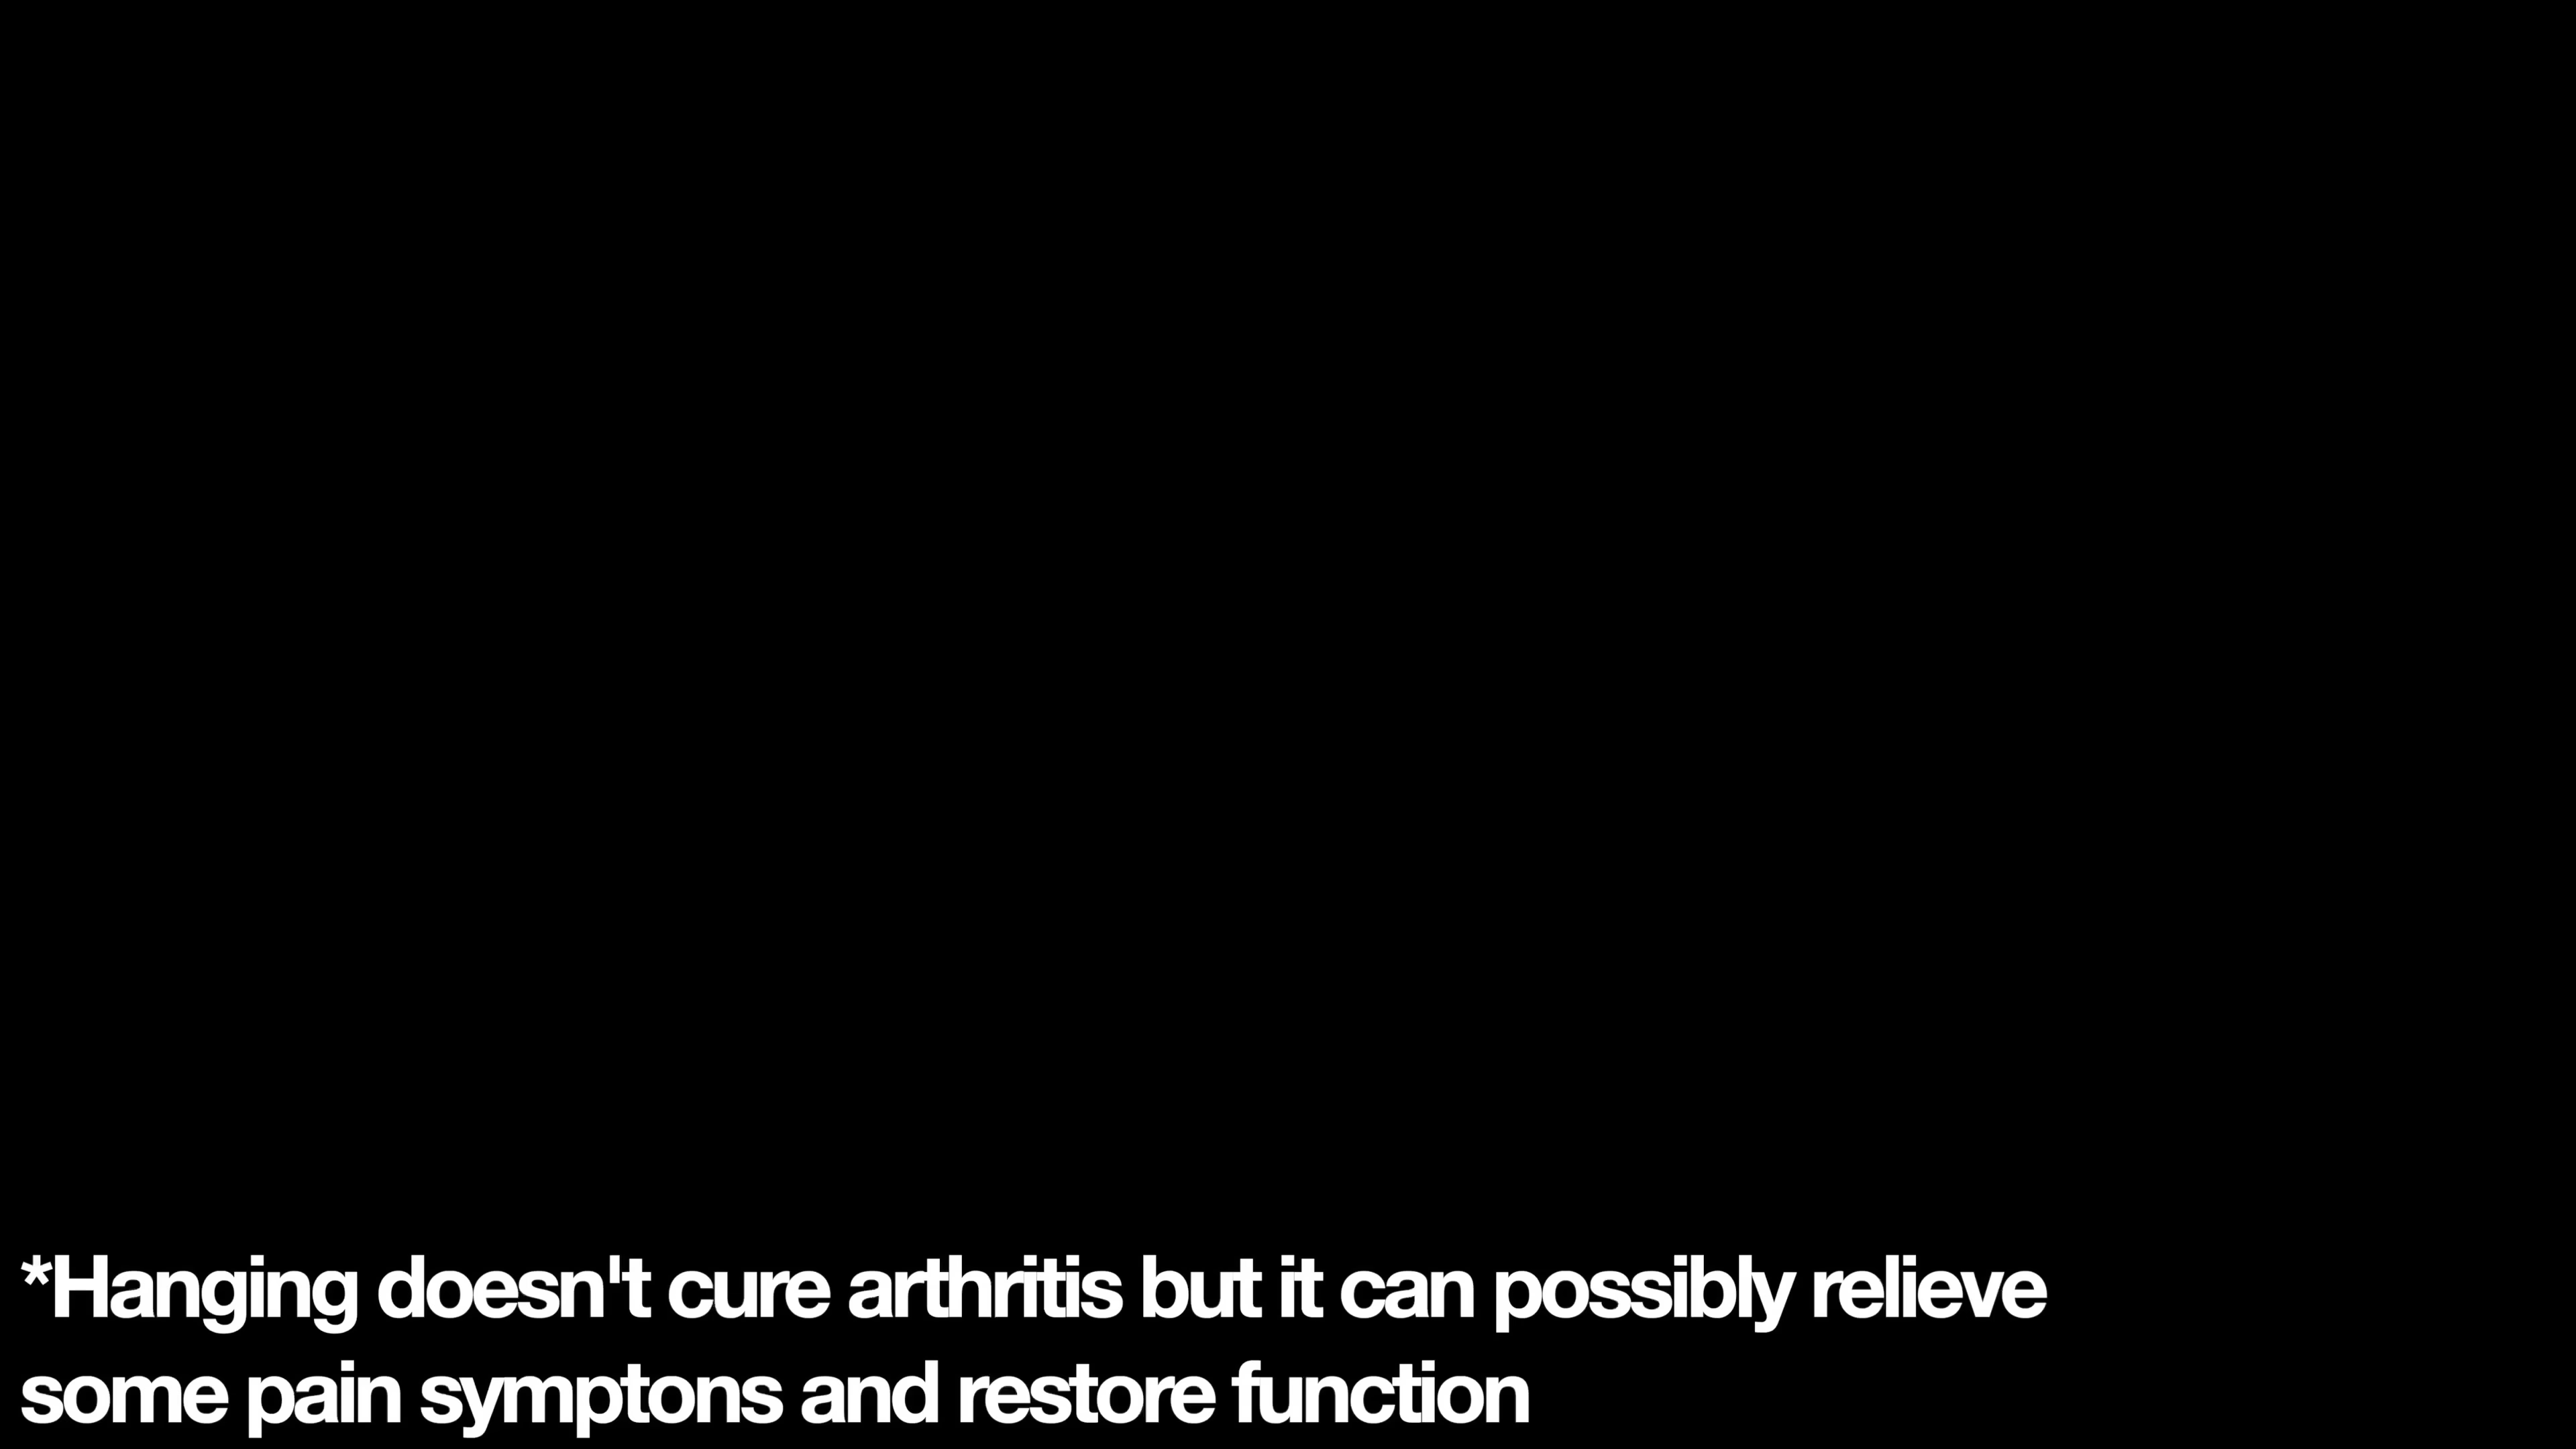 *Hanging doesn't cure arthritis but it can possibly relieve
some pain symptons and restore function